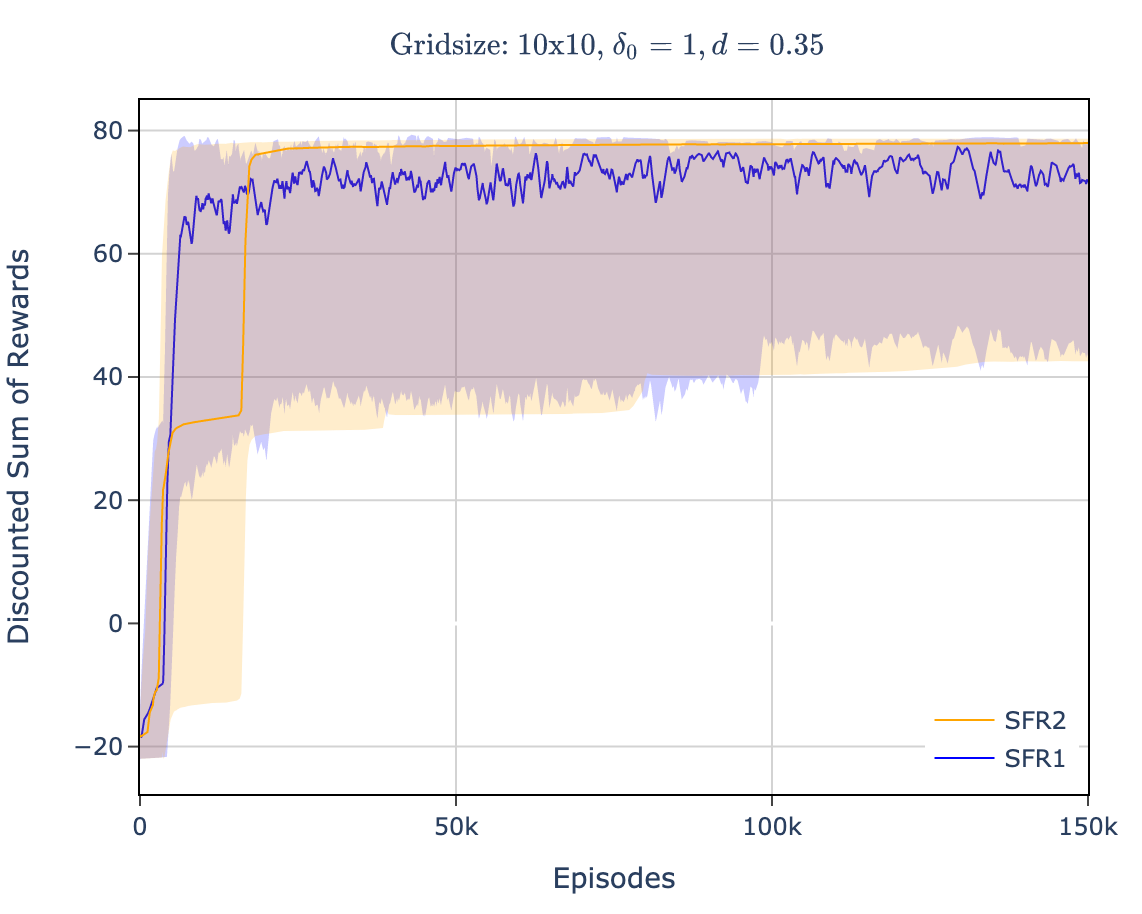 Gridsize: 10x10, δ₀ = 1, d = 0.35
Discounted Sum of Rewards
80
60
40
20
0
−20
SFR2
SFR1
0
50k
100k
150k
Episodes